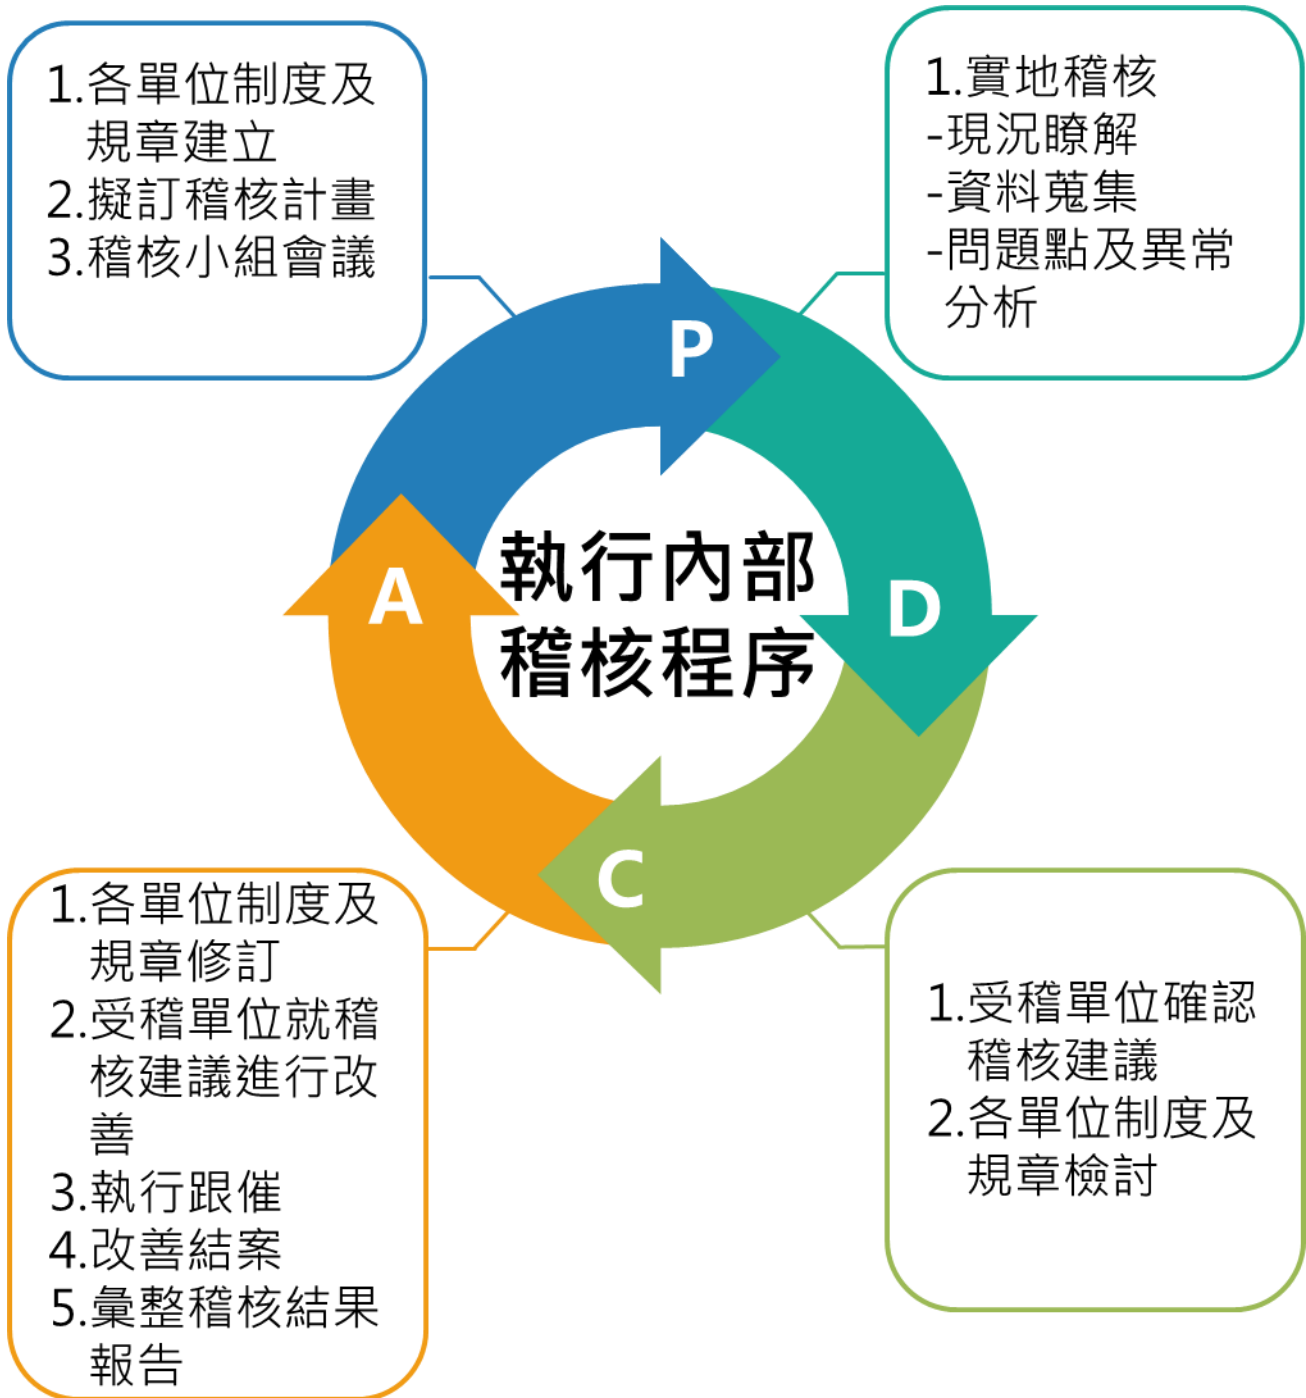 1.各單位制度及
規章建立
2.擬訂稽核計畫
3.稽核小組會議
1.實地稽核
-現況瞭解
-資料蒐集
-問題點及異常
分析
P
執行內部
稽核程序
A
D
C
1.各單位制度及
規章修訂
2.受稽單位就稽
核建議進行改
善
3.執行跟催
4.改善結案
5.彙整稽核結果
報告
1.受稽單位確認
稽核建議
2.各單位制度及
規章檢討